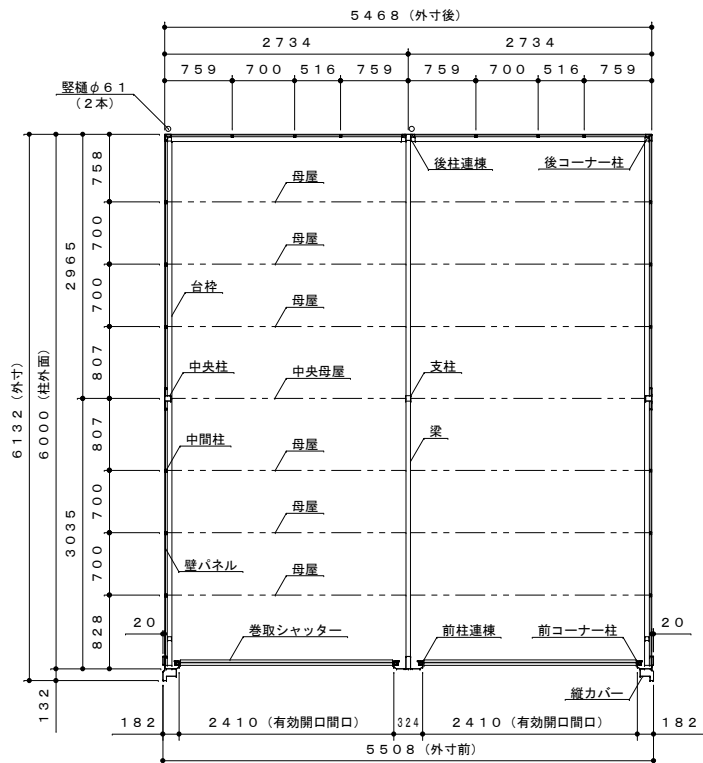 ５４６８（外寸後）
２７３４　２７３４
７５９　７００　５１６　７５９　７５９　７００　５１６　７５９
竪樋φ６１
（２本）
後柱連棟　後コーナー柱
７５８
母屋
７００
母屋
２９６５
台枠
７００
母屋
８０７
中央柱　中央母屋　支柱
６１３２（外寸）
６０００（柱外面）
８０７
中間柱　母屋　梁
７００
母屋
３０３５
壁パネル
７００
母屋
８２８
２０　巻取シャッター　前柱連棟　前コーナー柱　２０
縦カバー
１３２
１８２　２４１０（有効開口間口）　３２４　２４１０（有効開口間口）　１８２
５５０８（外寸前）